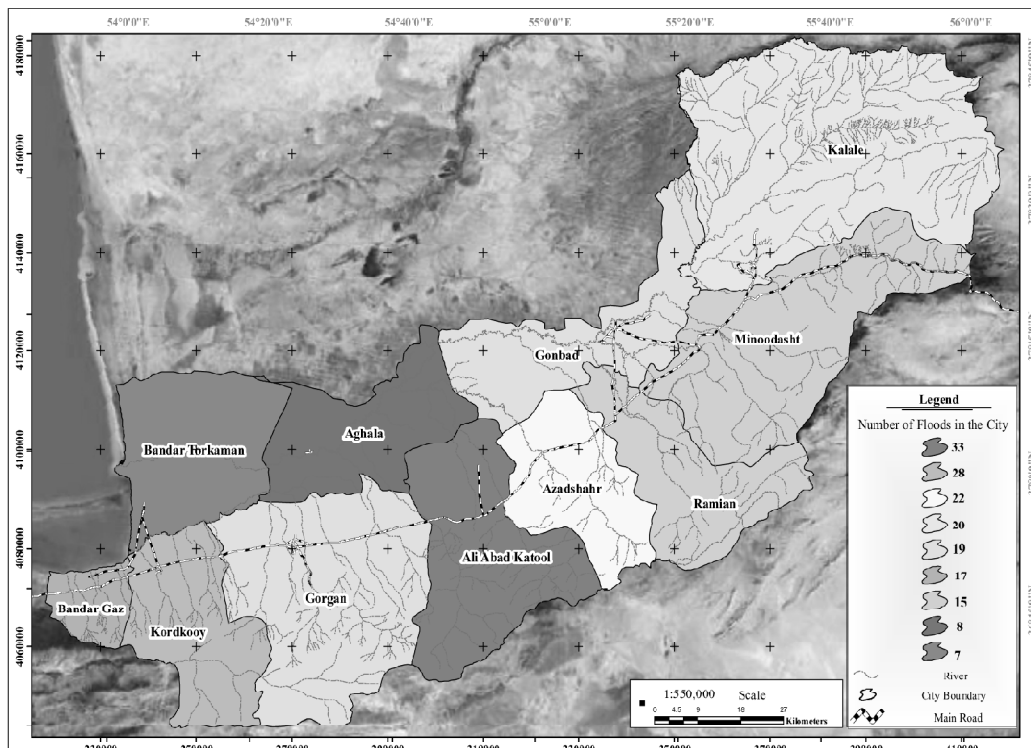 54°0'0"E 54°20'0"E 54°40'0"E 55°0'0"E 55°20'0"E 55°40'0"E 56°0'0"E
4180000
4160000
4140000
4120000
4100000
4080000
4060000
Kalale
Minoodasht
Gonbad
Aghala
Bandar Torkaman
Azadshahr
Ramian
Ali Abad Katool
Gorgan
Bandar Gaz
Kordkooy
Legend
Number of Floods in the City
33
28
22
20
19
17
15
8
7
River
City Boundary
Main Road
1:550,000 Scale
0 4.5 9 18 27
Kilometers